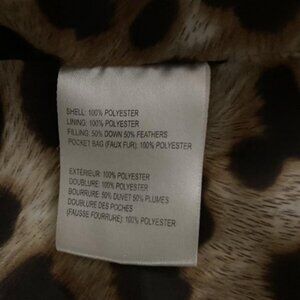 SHELL: 100% POLYESTER
LINING: 100% POLYESTER
FILLING: 50% DOWN 50% FEATHERS
POCKET BAG (FAUX FUR): 100% POLYESTER
EXTÉRIEUR: 100% POLYESTER
DOUBLURE: 100% POLYESTER
BOURRURE: 50% DUVET 50% PLUMES
DOUBLURE DES POCHES
(FAUSSE FOURRURE): 100% POLYESTER